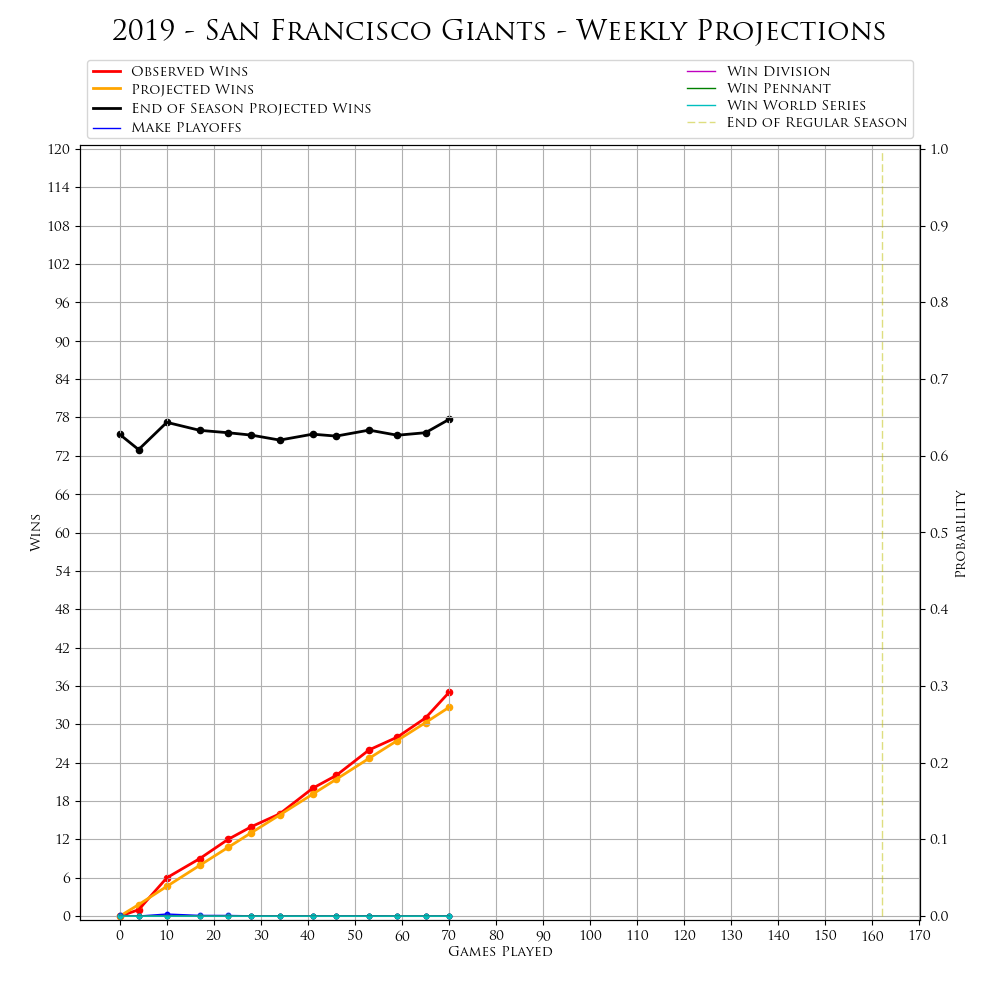 2019 - San Francisco Giants - Weekly Projections
Observed Wins
Projected Wins
End of Season Projected Wins
Make Playoffs
Win Division
Win Pennant
Win World Series
End of Regular Season
120
114
108
102
96
90
84
78
72
66
60
54
48
42
36
30
24
18
12
6
0
Wins
1.0
0.9
0.8
0.7
0.6
0.5
0.4
0.3
0.2
0.1
0.0
Probability
0 10 20 30 40 50 60 70 80 90 100 110 120 130 140 150 160 170
Games Played